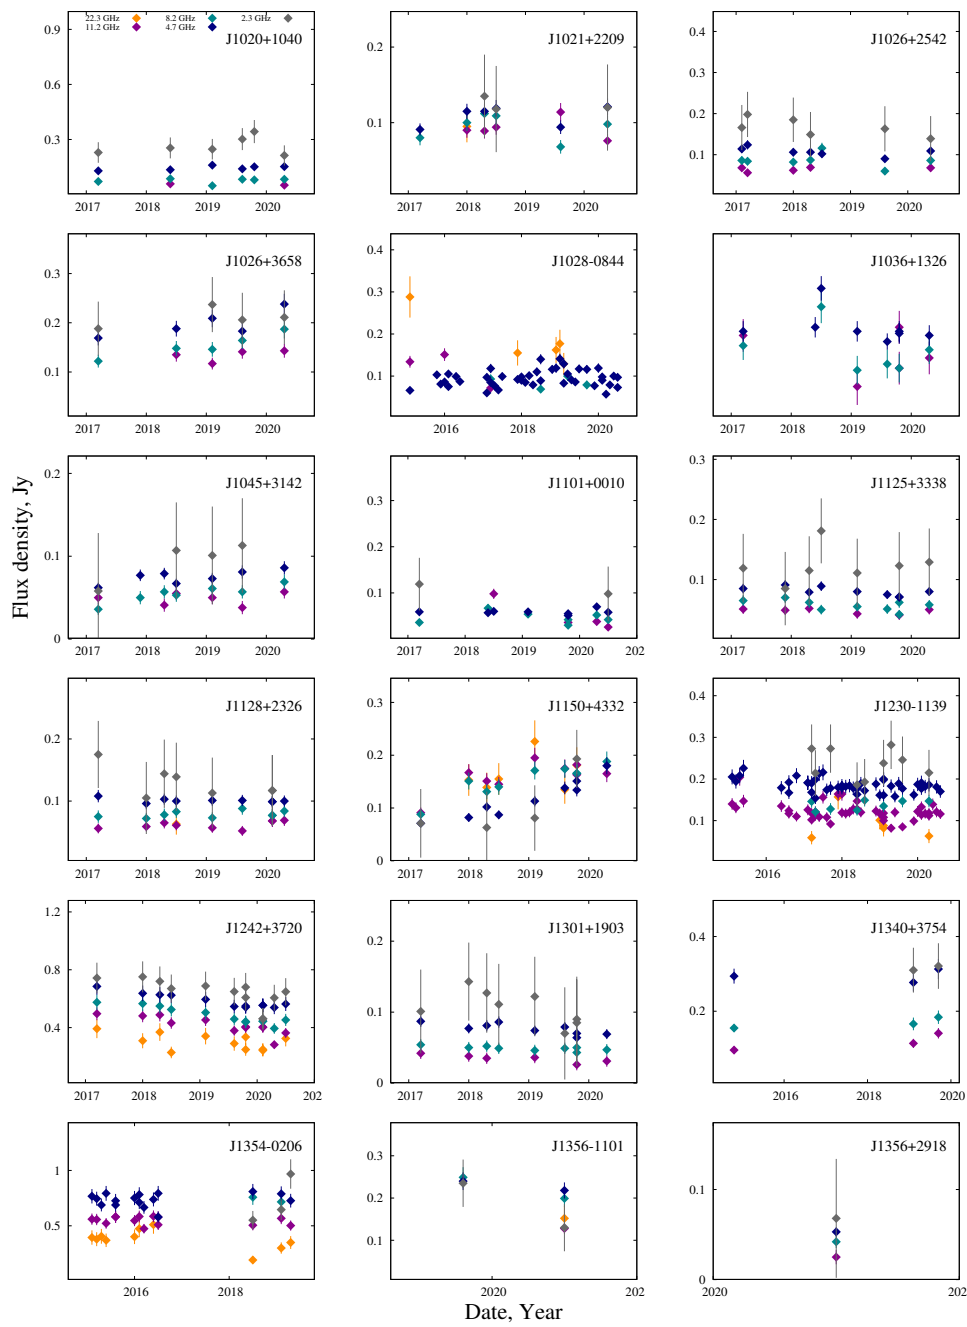 22.3 GHz 8.2 GHz 2.3 GHz
11.2 GHz 4.7 GHz
J1020+1040
0.9
0.6
0.3
2017 2018 2019 2020
J1021+2209
0.2
0.1
2017 2018 2019 2020
J1026+2542
0.4
0.3
0.2
0.1
2017 2018 2019 2020
J1026+3658
0.3
0.2
0.1
2017 2018 2019 2020
J1028-0844
0.4
0.3
0.2
0.1
2016 2018 2020
J1036+1326
2017 2018 2019 2020
J1045+3142
0.2
0.1
0
2017 2018 2019 2020
J1101+0010
0.3
0.2
0.1
2017 2018 2019 2020 202
J1125+3338
0.3
0.2
0.1
0
2017 2018 2019 2020
J1128+2326
0.2
0.1
2017 2018 2019 2020
J1150+4332
0.3
0.2
0.1
0
2017 2018 2019 2020
J1230-1139
0.4
0.3
0.2
0.1
2016 2018 2020
J1242+3720
1.2
0.8
0.4
2017 2018 2019 2020 202
J1301+1903
0.2
0.1
0
2017 2018 2019 2020
J1340+3754
0.4
0.2
2016 2018 2020
J1354-0206
1
0.5
2016 2018
J1356-1101
0.3
0.2
0.1
2020 202
J1356+2918
0.1
0
2020 202
Flux density, Jy
Date, Year